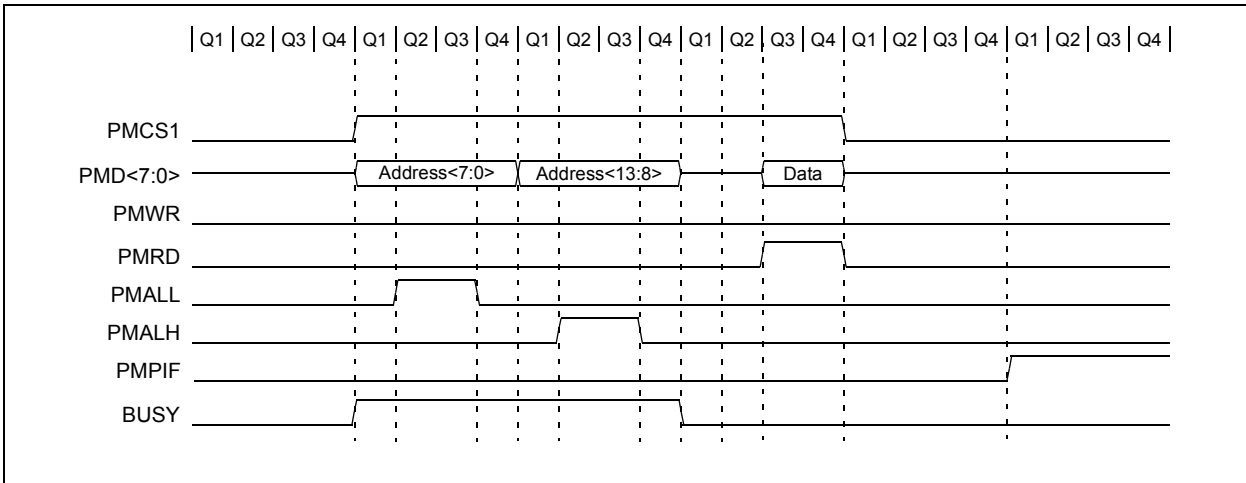 Q1 Q2 Q3 Q4 Q1 Q2 Q3 Q4 Q1 Q2 Q3 Q4 Q1 Q2 Q3 Q4 Q1 Q2 Q3 Q4 Q1 Q2 Q3 Q4
PMCS1
PMD<7:0> Address<7:0> Address<13:8> Data
PMWR
PMRD
PMALL
PMALH
PMPIF
BUSY